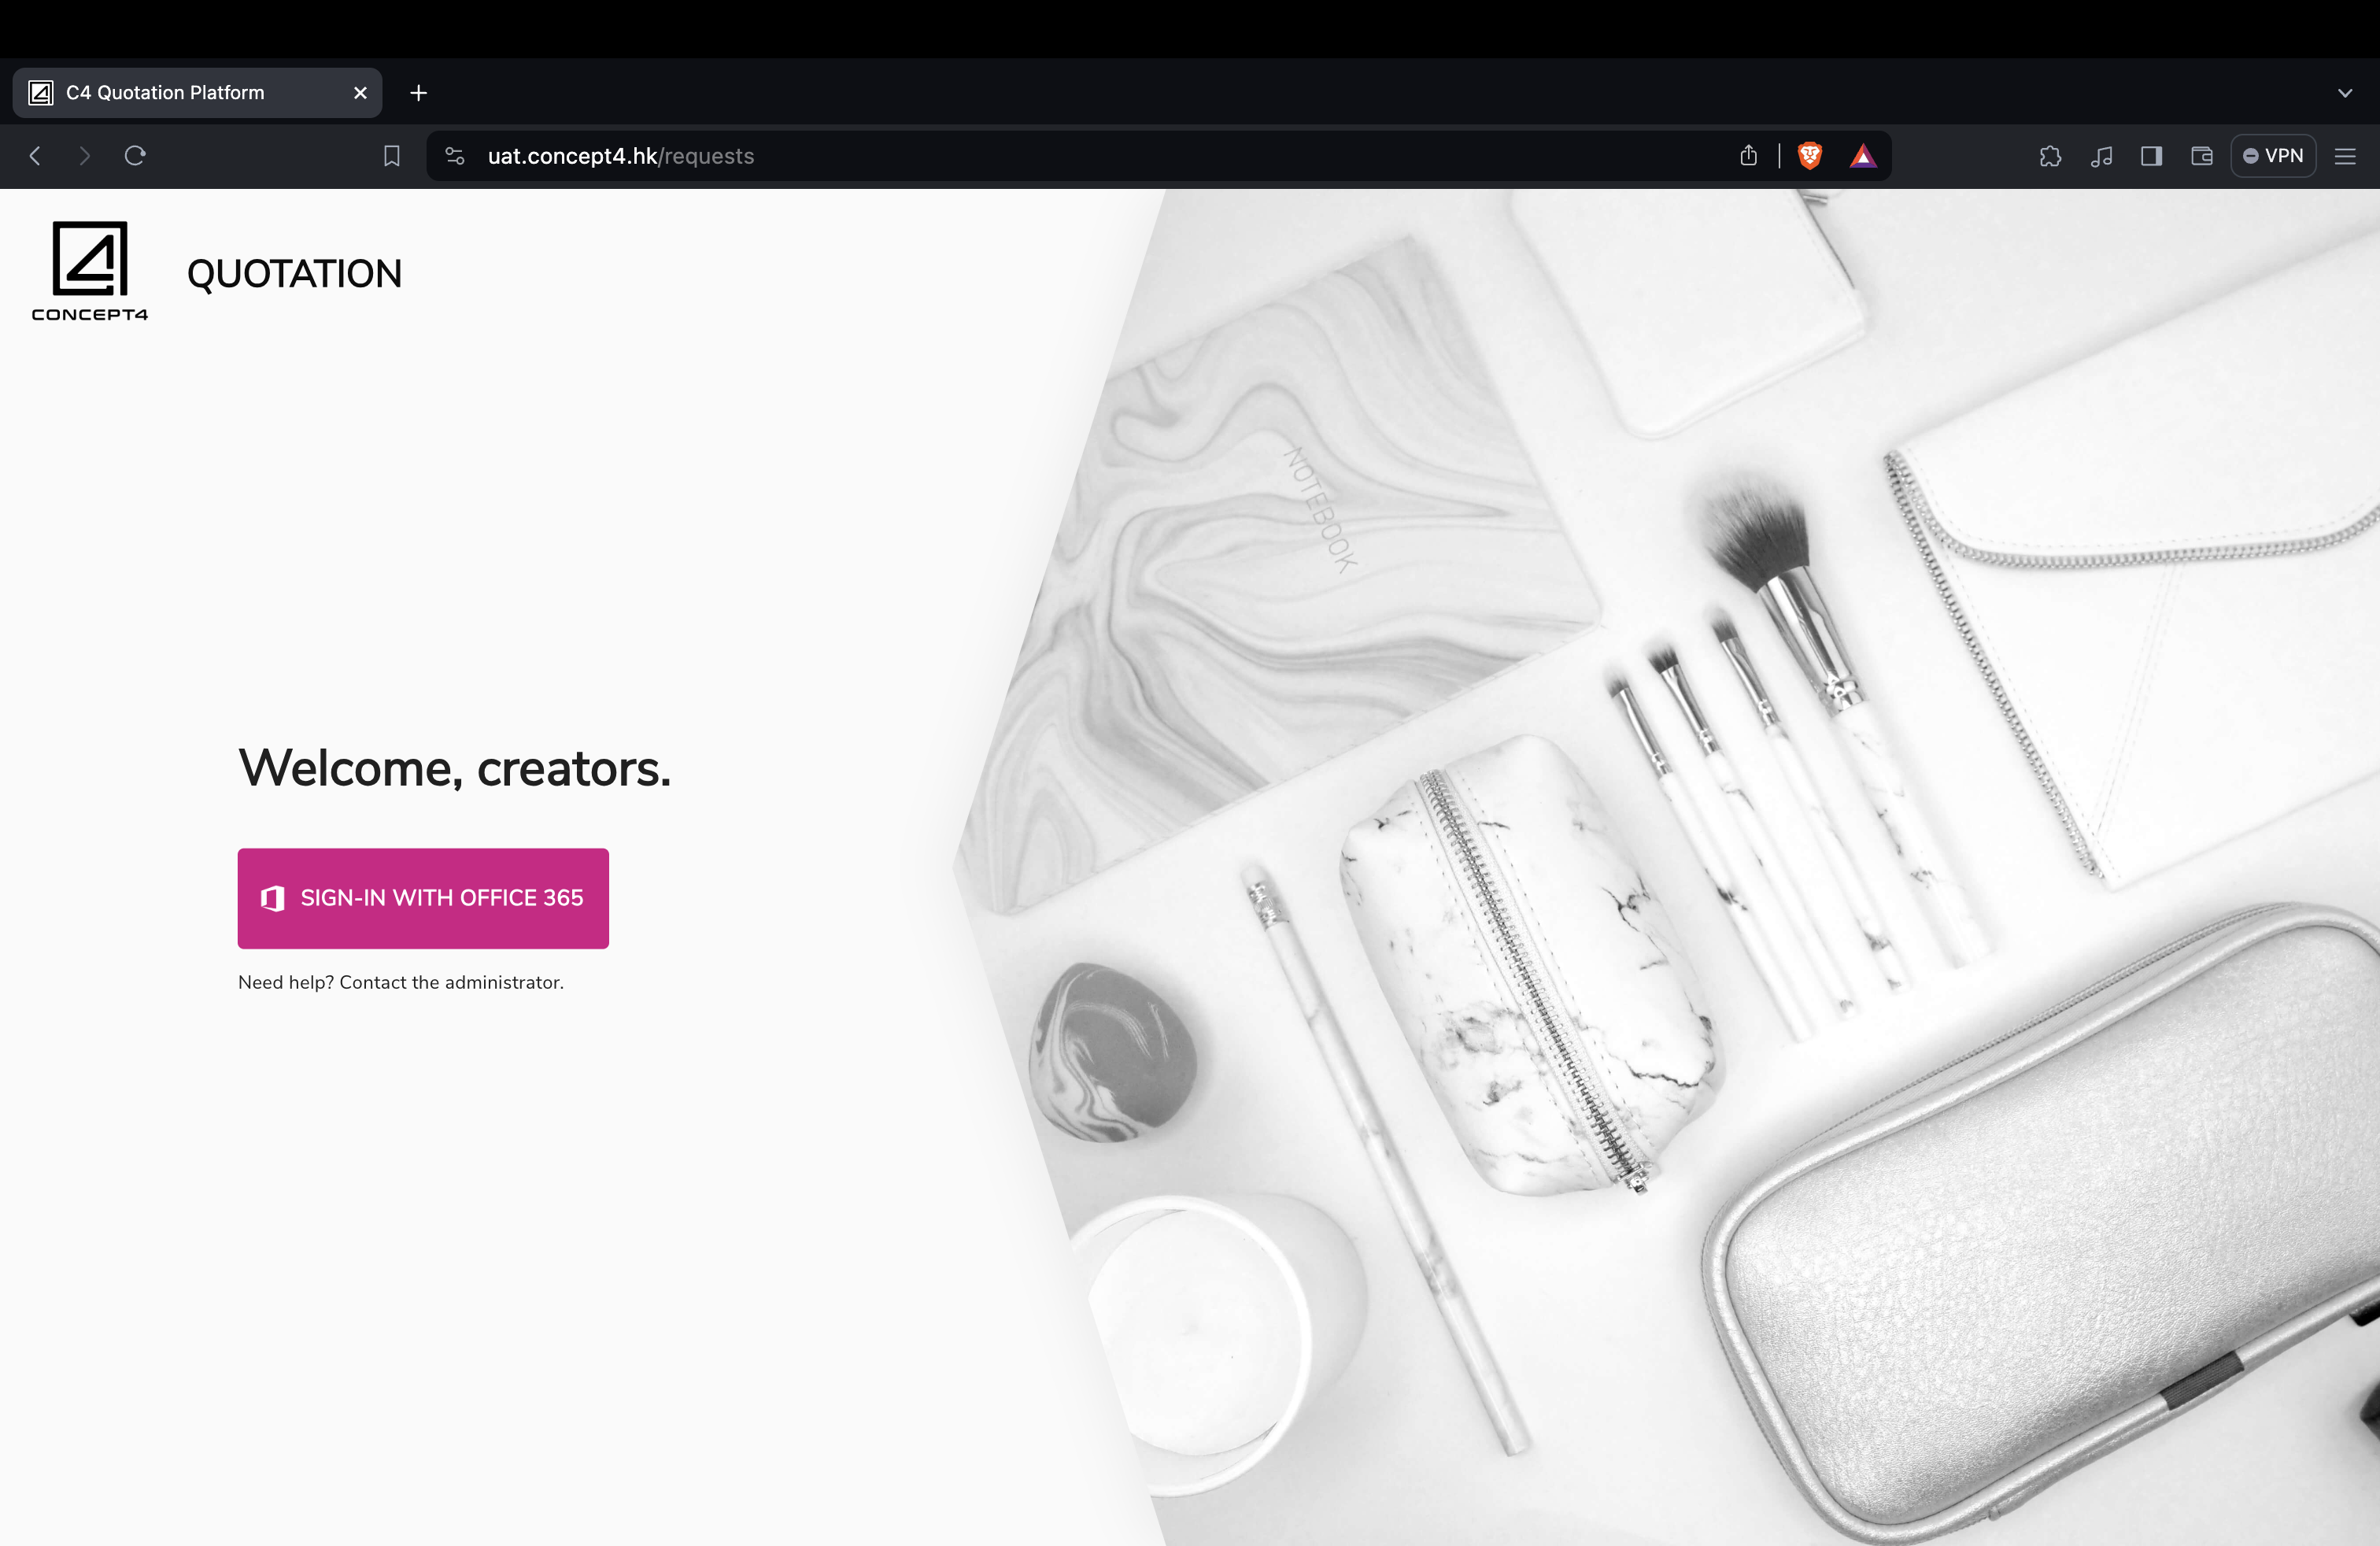 C4 Quotation Platform
uat.concept4.hk/requests
VPN
CONCEPT4
QUOTATION
NOTEBOOK
Welcome, creators.
SIGN-IN WITH OFFICE 365
Need help? Contact the administrator.